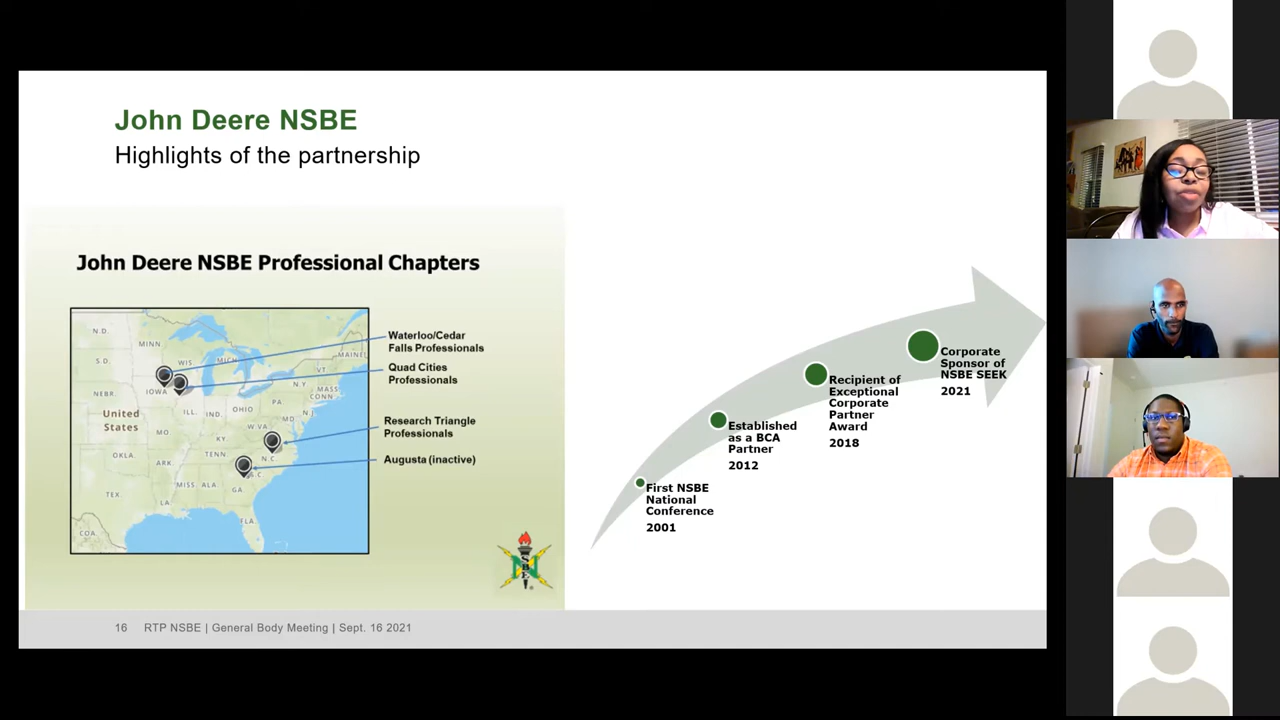 John Deere NSBE
Highlights of the partnership
John Deere NSBE Professional Chapters
Waterloo/Cedar
Falls Professionals
Quad Cities
Professionals
Research Triangle
Professionals
Augusta (inactive)
N.D.
MINN
S.D.
WIS
MICH
MAINE
VT
N.Y.
MASS
CONN
NEBR.
IOWA
ILL.
IND.
OHIO
PA
N.J.
United
States
MD
W.VA
MO
KY
OKLA.
ARK
TENN
N.C.
S.C.
MISS.
ALA
GA.
TEX.
LA.
FLA.
COA.
First NSBE
National
Conference
2001
Established
as a BCA
Partner
2012
Recipient of
Exceptional
Corporate
Partner
Award
2018
Corporate
Sponsor of
NSBE SEEK
2021
16 RTP NSBE | General Body Meeting | Sept. 16 2021